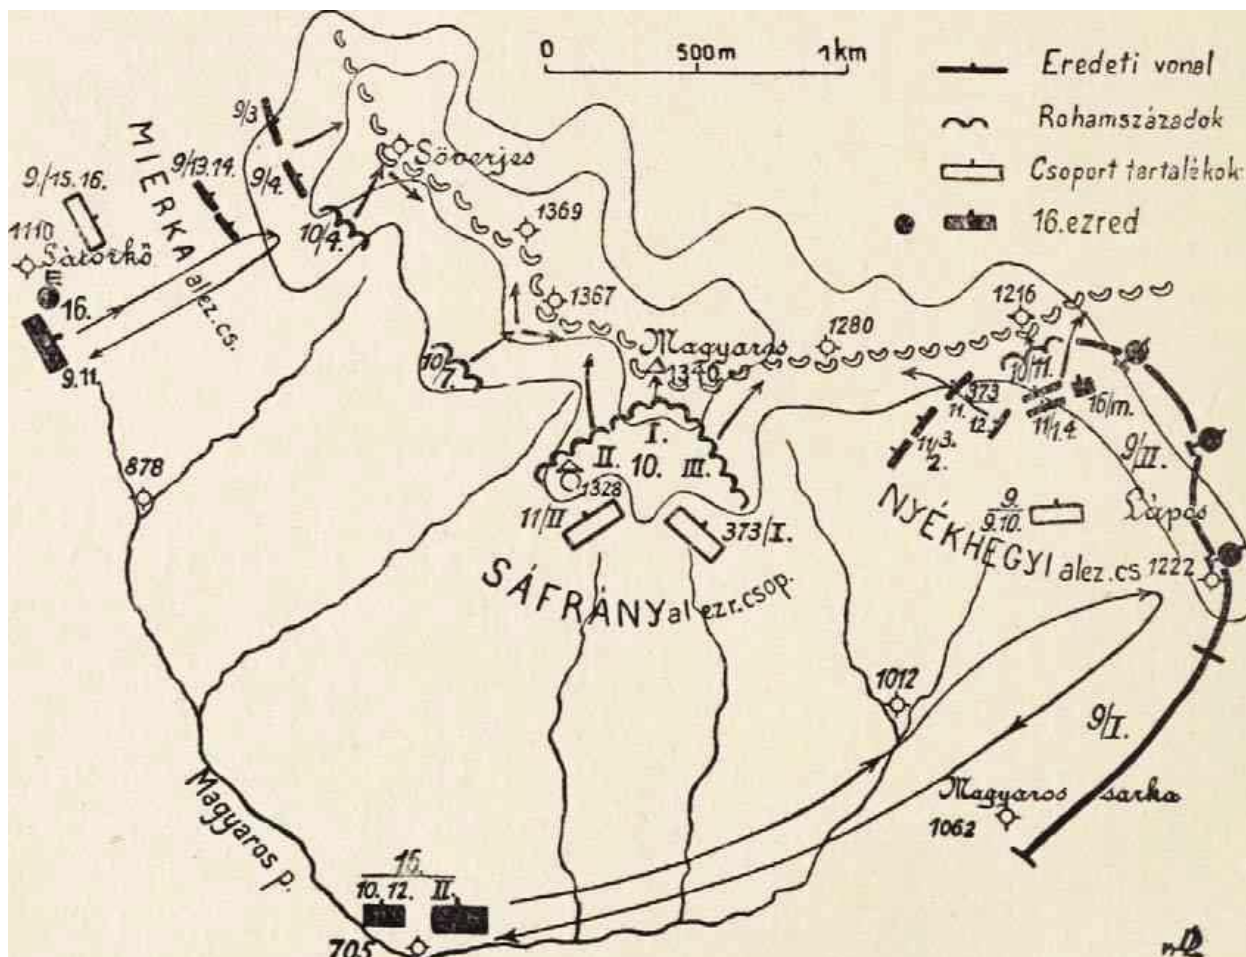 0 500m 1km
Eredeti vonal
Rohamszázadok
Csoport tartalékok
16.ezred
9/3
9/4.
9/13.14.
9./15.16.
MIERKA alez.cs.
1110
Sátorkő
III
16.
9.11.
10/4.
Söverjes
1369
1367
10/7.
Magyaros
1340
1280
1216
10/11.
373
11.
12.
11/3.
2.
11/1.4.
16/m.
9/II.
I.
II. 10. III.
1328
11/II
373/I.
SÁFRÁNY alezr.csop.
NYÉKHEGYI alez.cs
9.
9.10.
Lápos
1222
878
1012
9/I.
Magyaros sarka
1062
Magyaros p.
10. 12. II.
705